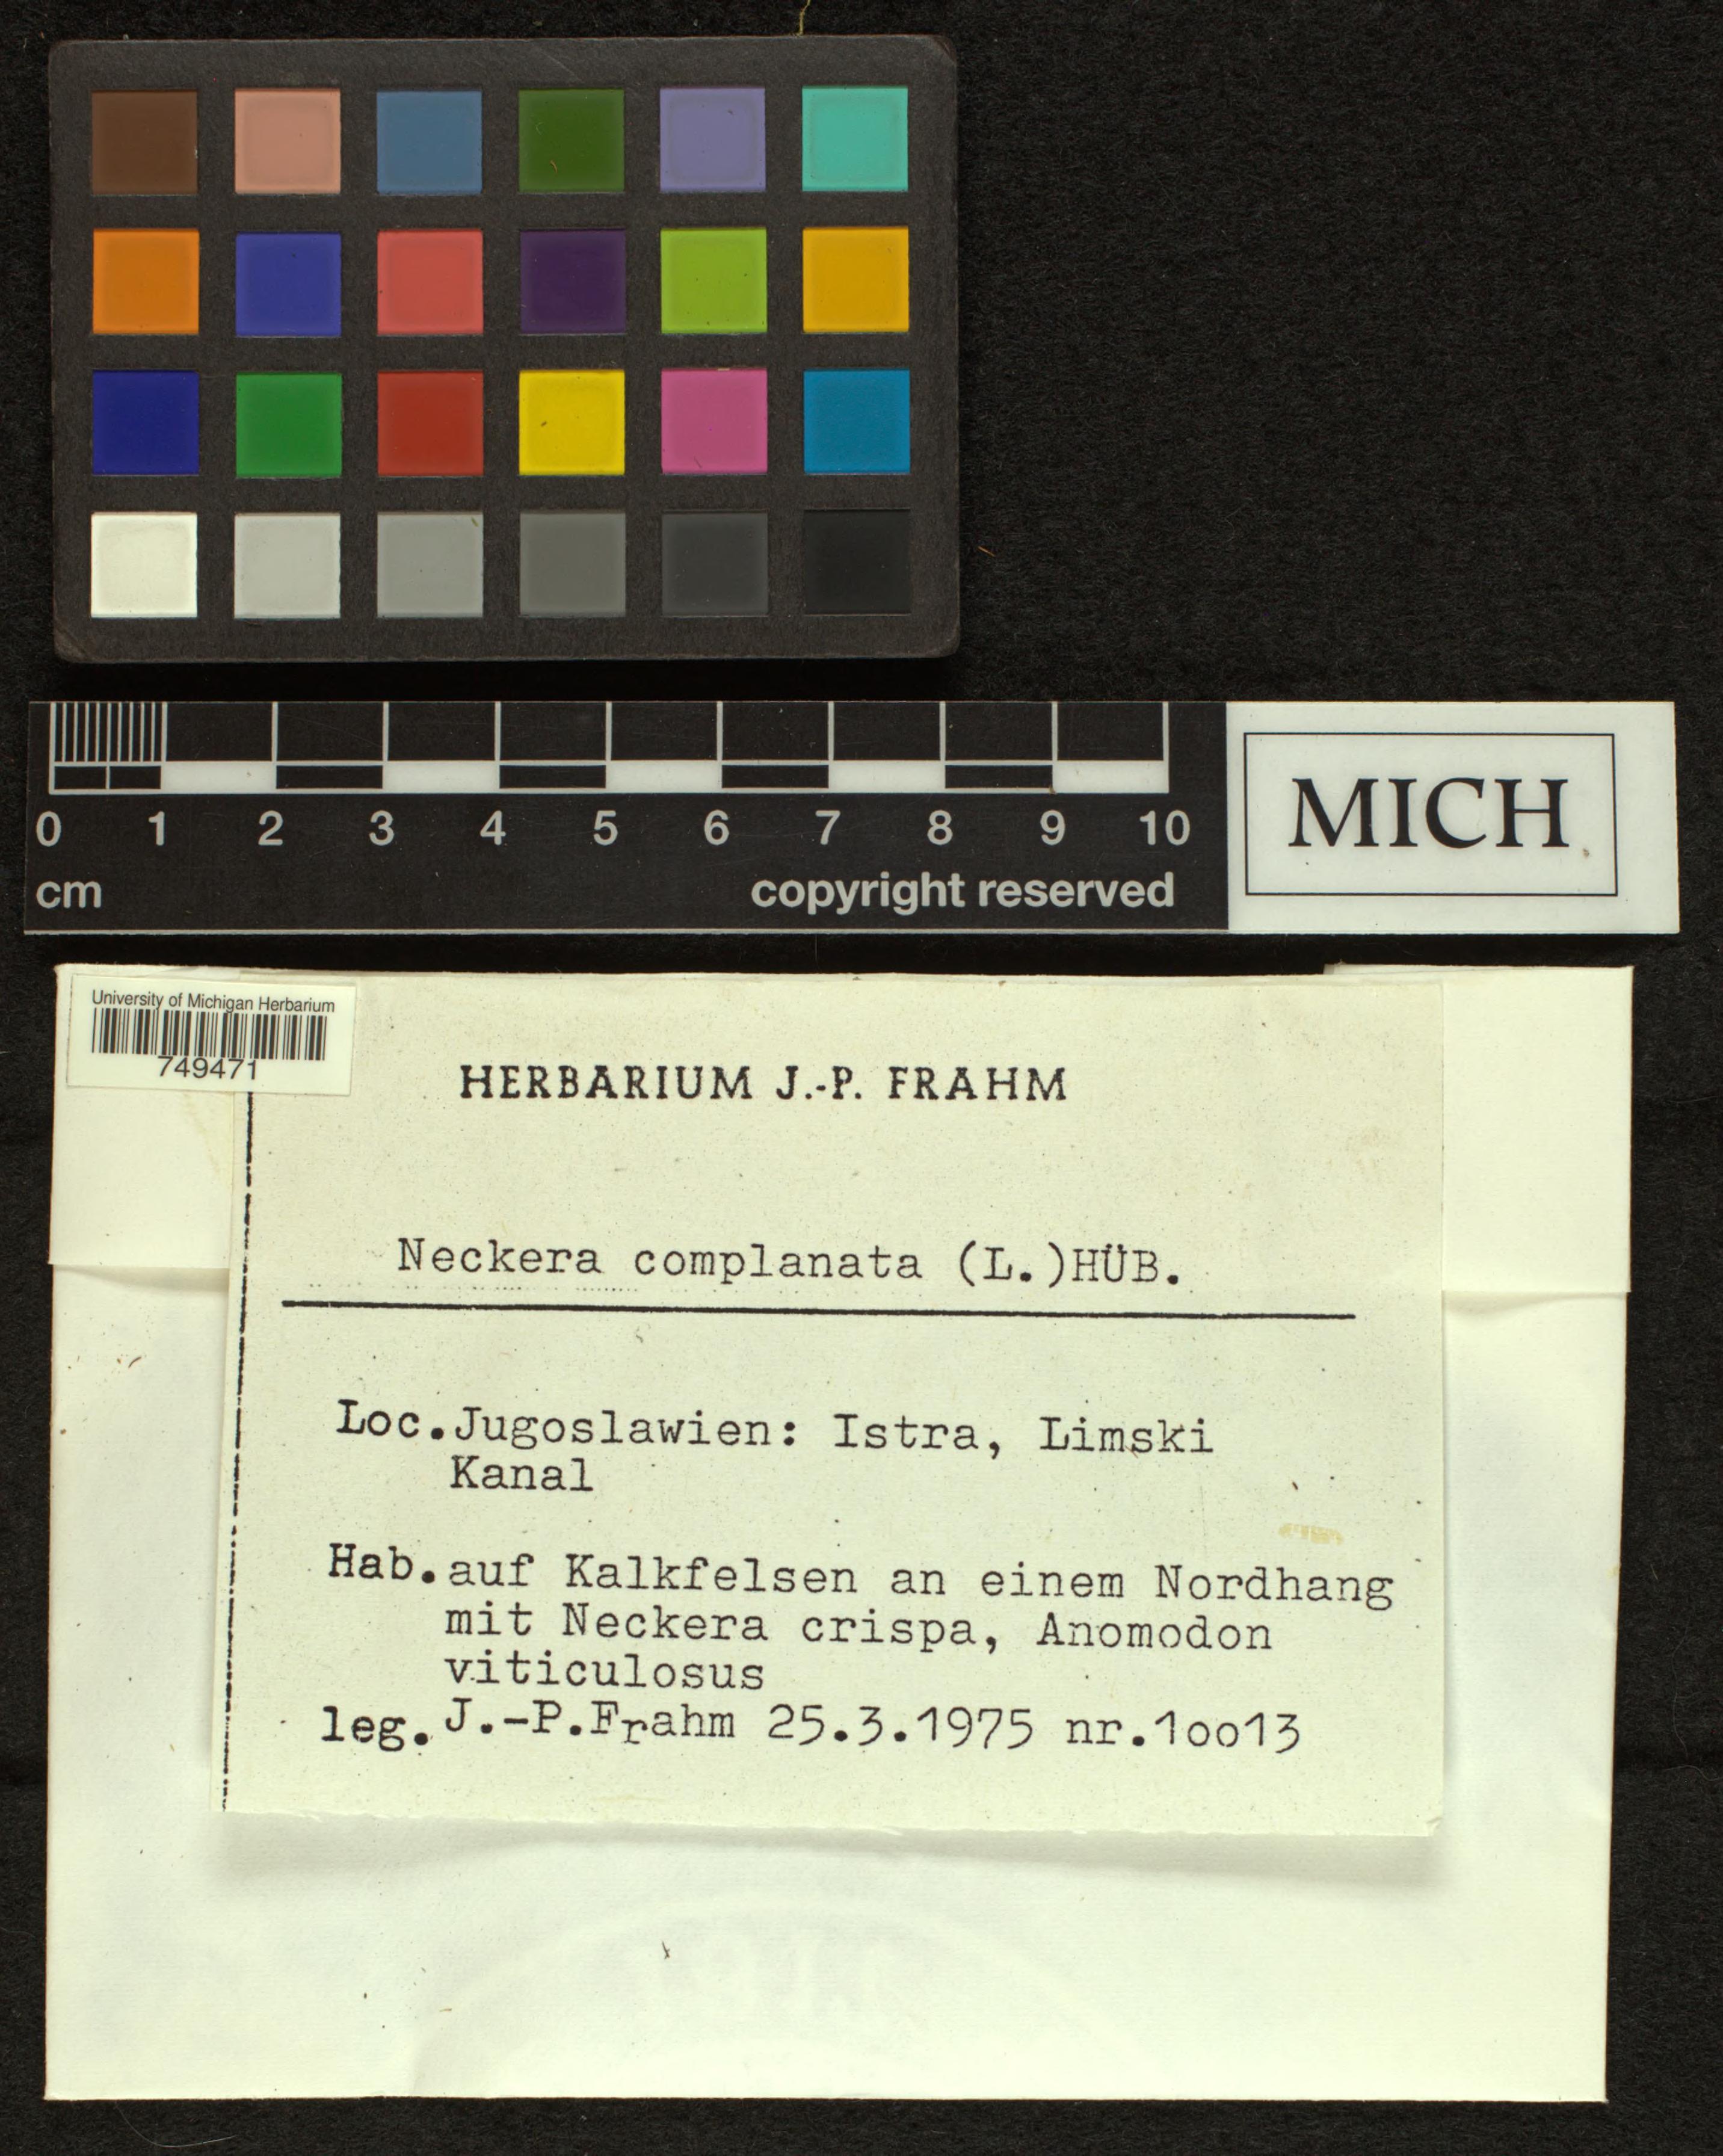 0 1 2 3 4 5 6 7 8 9 10
cm copyright reserved
MICH
University of Michigan Herbarium
749471
HERBARIUM J.-P. FRAHM
Neckera complanata (L.)HÜB.
Loc. Jugoslawien: Istra, Limski
Kanal
Hab. auf Kalkfelsen an einem Nordhang
mit Neckera crispa, Anomodon
viticulosus
leg. J.-P.Frahm 25.3.1975 nr.1oo13